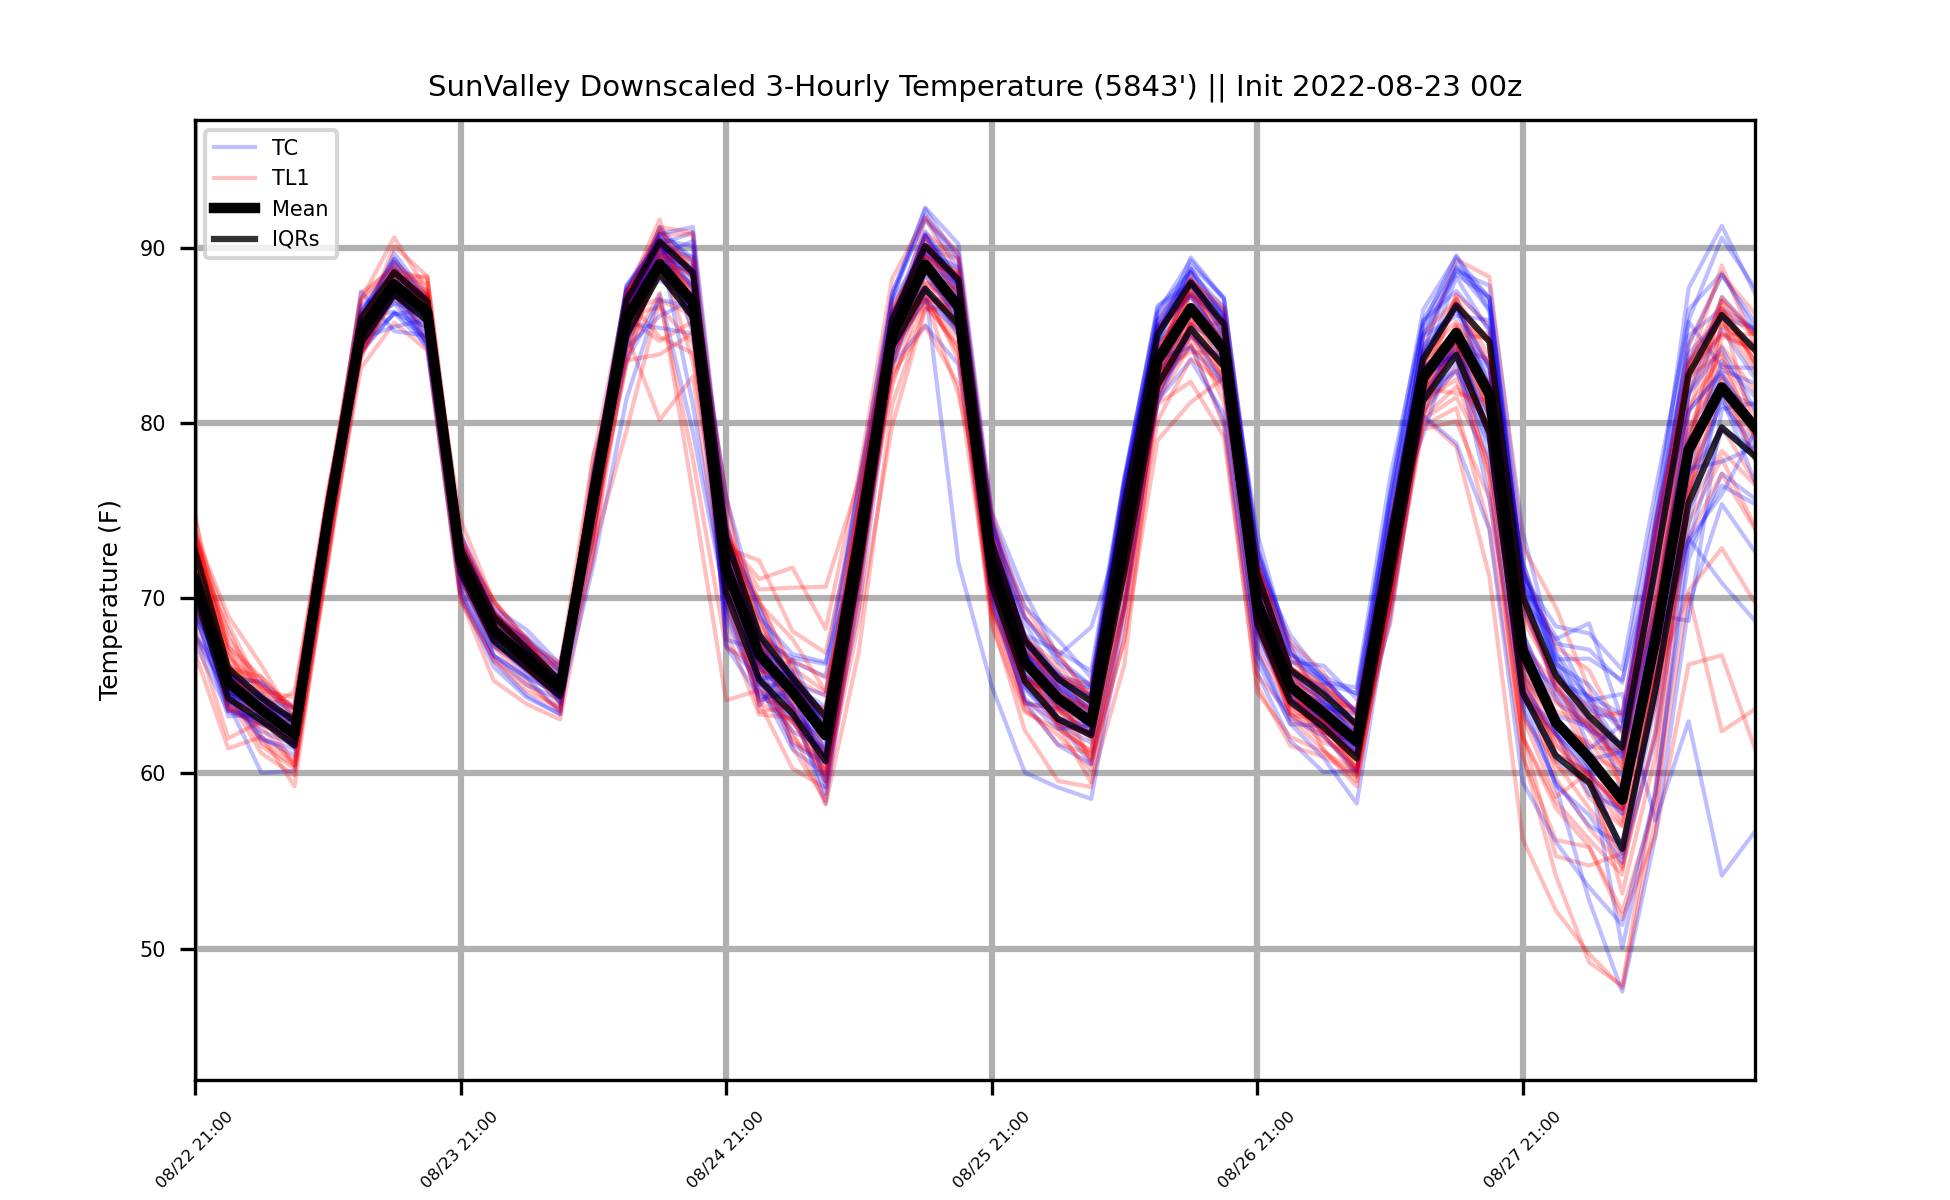 SunValley Downscaled 3-Hourly Temperature (5843') || Init 2022-08-23 00z
TC
TL1
Mean
IQRs
Temperature (F)
90
80
70
60
50
08/22 21:00
08/23 21:00
08/24 21:00
08/25 21:00
08/26 21:00
08/27 21:00